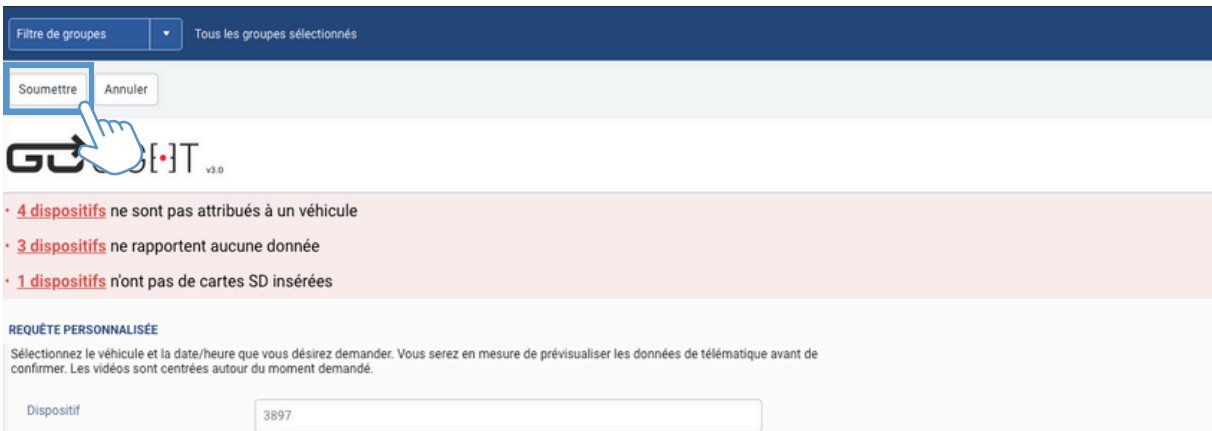 Filtre de groupes Tous les groupes sélectionnés
Soumettre Annuler
v3.0
4 dispositifs ne sont pas attribués à un véhicule
3 dispositifs ne rapportent aucune donnée
1 dispositifs n'ont pas de cartes SD insérées
REQUÊTE PERSONNALISÉE
Sélectionnez le véhicule et la date/heure que vous désirez demander. Vous serez en mesure de prévisualiser les données de télématique avant de
confirmer. Les vidéos sont centrées autour du moment demandé.
Dispositif 3897